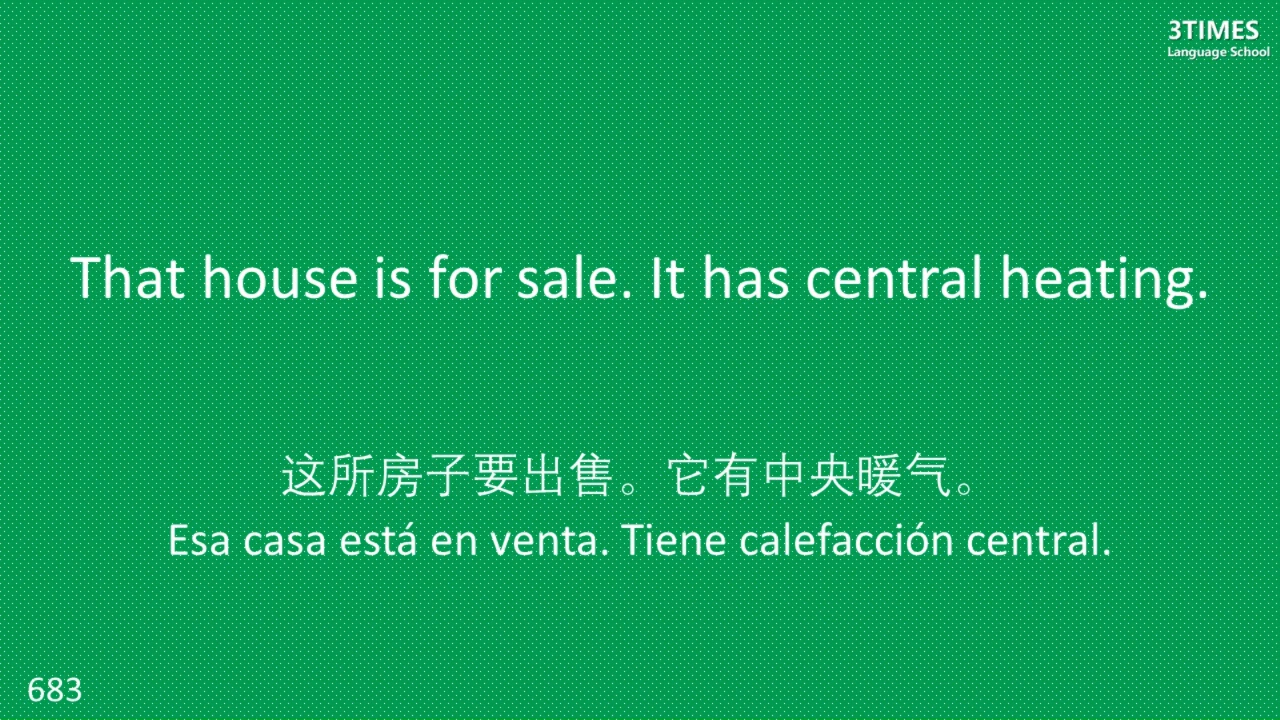 3TIMES
Language School
That house is for sale. It has central heating.
这所房子要出售。它有中央暖气。
Esa casa está en venta. Tiene calefacción central.
683